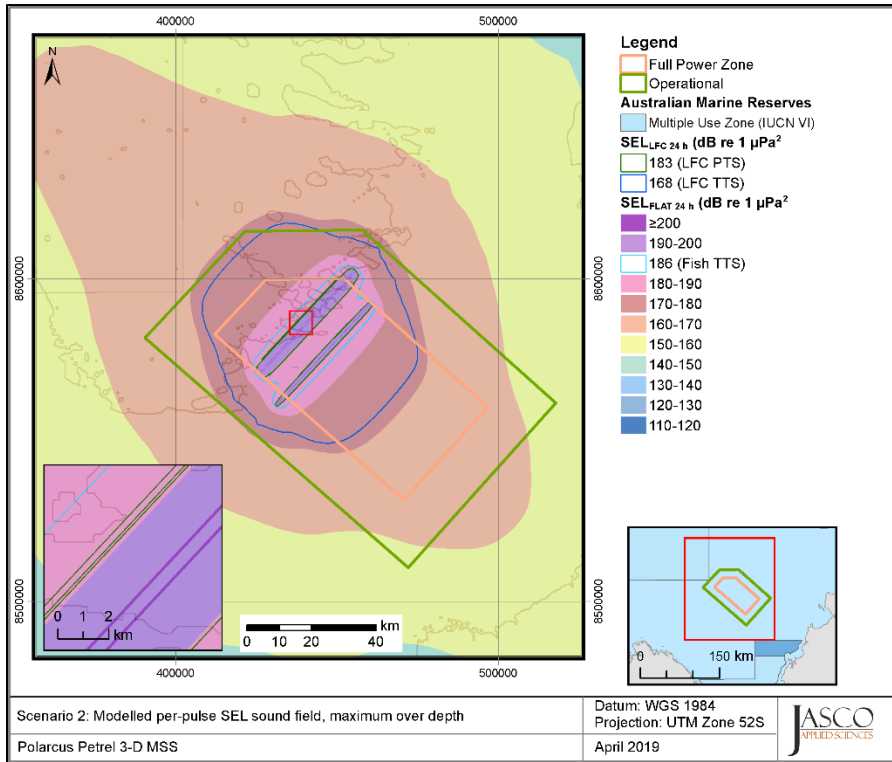 400000
500000
N
8600000
8600000
8500000
8500000
0 1 2
km
0 10 20 40
km
400000
500000
Legend
Full Power Zone
Operational
Australian Marine Reserves
Multiple Use Zone (IUCN VI)
SEL LFC 24 h (dB re 1 µPa²
183 (LFC PTS)
168 (LFC TTS)
SEL FLAT 24 h (dB re 1 µPa²
≥200
190-200
186 (Fish TTS)
180-190
170-180
160-170
150-160
140-150
130-140
120-130
110-120
0 150 km
Scenario 2: Modelled per-pulse SEL sound field, maximum over depth
Polarcus Petrel 3-D MSS
Datum: WGS 1984
Projection: UTM Zone 52S
April 2019
JASCO
APPLIED SCIENCES